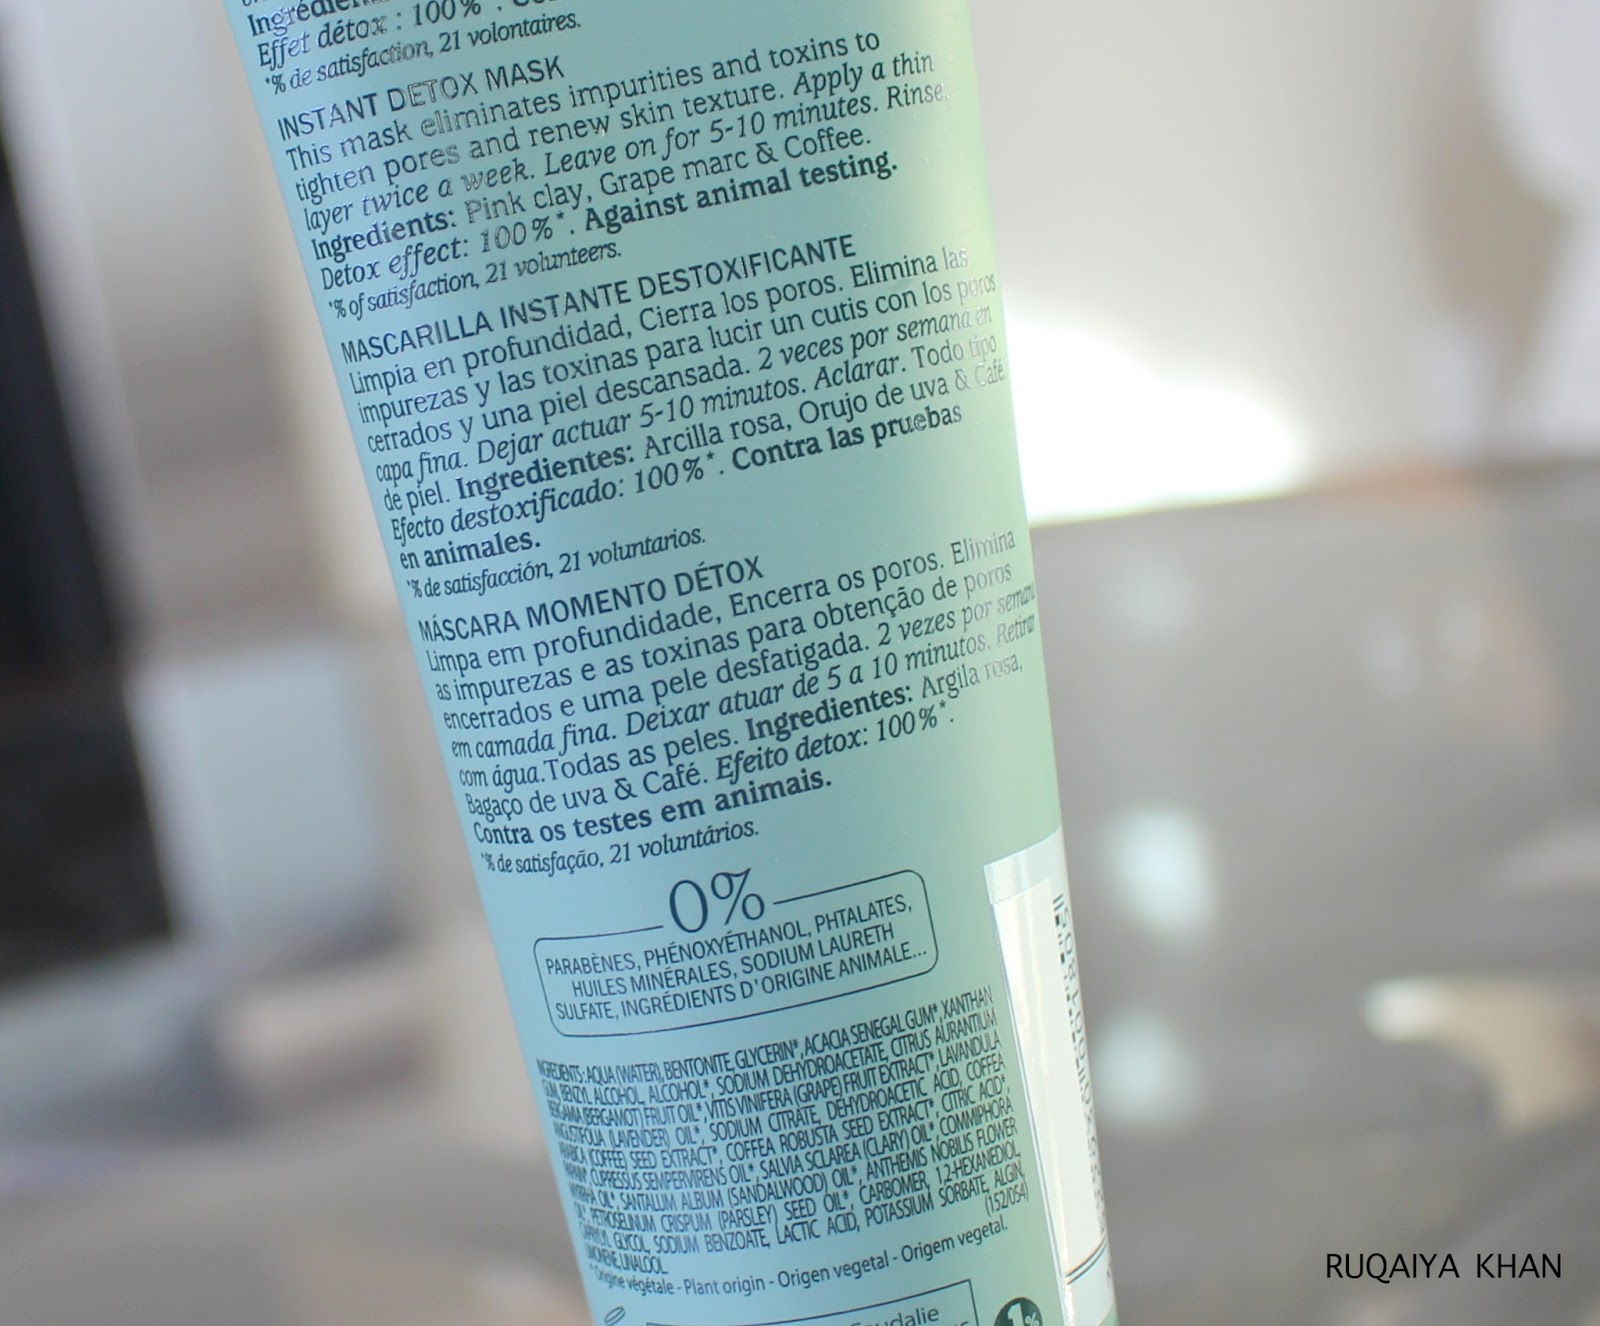 Effet détox : 100%*.
*% de satisfaction, 21 volontaires.
INSTANT DETOX MASK
This mask eliminates impurities and toxins to
tighten pores and renew skin texture. Apply a thin
layer twice a week. Leave on for 5-10 minutes. Rinse.
Ingredients: Pink clay, Grape marc & Coffee.
Detox effect: 100%*. Against animal testing.
*% of satisfaction, 21 volunteers.
MASCARILLA INSTANTE DESTOXIFICANTE
Limpia en profundidad, Cierra los poros. Elimina las
impurezas y las toxinas para lucir un cutis con los poros
cerrados y una piel descansada. 2 veces por semana en
capa fina. Dejar actuar 5-10 minutos. Aclarar. Todo tipo
de piel. Ingredientes: Arcilla rosa, Orujo de uva & Café.
Efecto destoxificado: 100%*. Contra las pruebas
en animales.
*% de satisfacción, 21 voluntarios.
MÁSCARA MOMENTO DÉTOX
Limpa em profundidade, Encerra os poros. Elimina
as impurezas e as toxinas para obtenção de poros
encerrados e uma pele desfatigada. 2 vezes por semana
em camada fina. Deixar atuar de 5 a 10 minutos. Retirar
com água.Todas as peles. Ingredientes: Argila rosa,
Bagaço de uva & Café. Efeito detox: 100%*.
Contra os testes em animais.
*% de satisfação, 21 voluntários.
0%
PARABÈNES, PHÉNOXYÉTHANOL, PHTALATES,
HUILES MINÉRALES, SODIUM LAURETH
SULFATE, INGRÉDIENTS D'ORIGINE ANIMALE...
INGREDIENTS: AQUA (WATER), BENTONITE, GLYCERIN*, ACACIA SENEGAL GUM*, XANTHAN
GUM, BENZYL ALCOHOL, ALCOHOL*, SODIUM DEHYDROACETATE, CITRUS AURANTIUM
BERGAMIA (BERGAMOT) FRUIT OIL*, VITIS VINIFERA (GRAPE) FRUIT EXTRACT*, LAVANDULA
ANGUSTIFOLIA (LAVENDER) OIL*, SODIUM CITRATE, DEHYDROACETIC ACID, COFFEA
ARABICA (COFFEE) SEED EXTRACT*, COFFEA ROBUSTA SEED EXTRACT*, CITRIC ACID*,
PAPAIN*, CUPRESSUS SEMPERVIRENS OIL*, SALVIA SCLAREA (CLARY) OIL*, COMMIPHORA
MYRRHA OIL*, SANTALUM ALBUM (SANDALWOOD) OIL*, ANTHEMIS NOBILIS FLOWER
OIL*, PETROSELINUM CRISPUM (PARSLEY) SEED OIL*, CARBOMER, 1,2-HEXANEDIOL,
CAPRYLYL GLYCOL, SODIUM BENZOATE, LACTIC ACID, POTASSIUM SORBATE, ALGIN,
LIMONENE, LINALOOL. (152/054)
*Origine végétale - Plant origin - Origen vegetal - Origem vegetal.
RUQAIYA KHAN